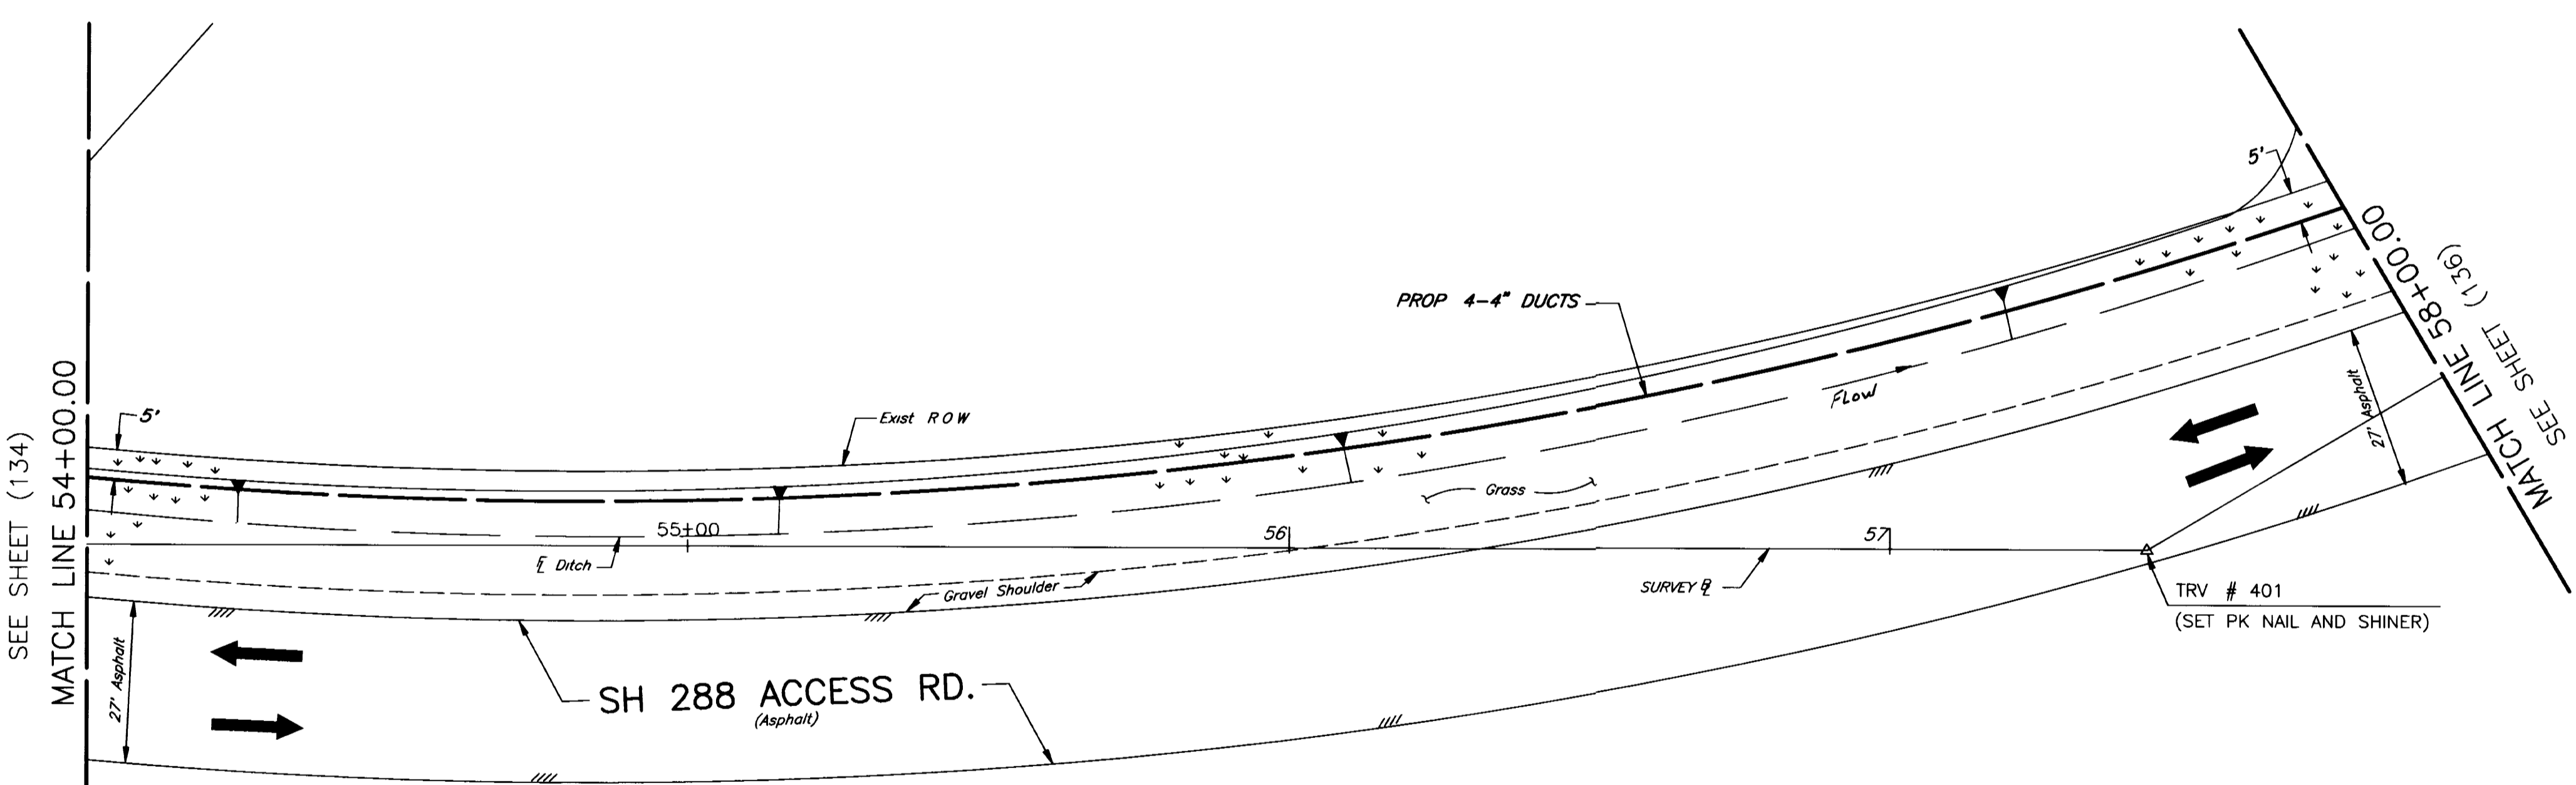 SEE SHEET (134)
MATCH LINE 54+00.00
5'
Exist R O W
PROP 4-4" DUCTS
5'
MATCH LINE 58+00.00
SEE SHEET (136)
Flow
27' Asphalt
Grass
55+00
56
57
℄ Ditch
Gravel Shoulder
SURVEY ℄
TRV # 401
(SET PK NAIL AND SHINER)
27' Asphalt
SH 288 ACCESS RD.
(Asphalt)